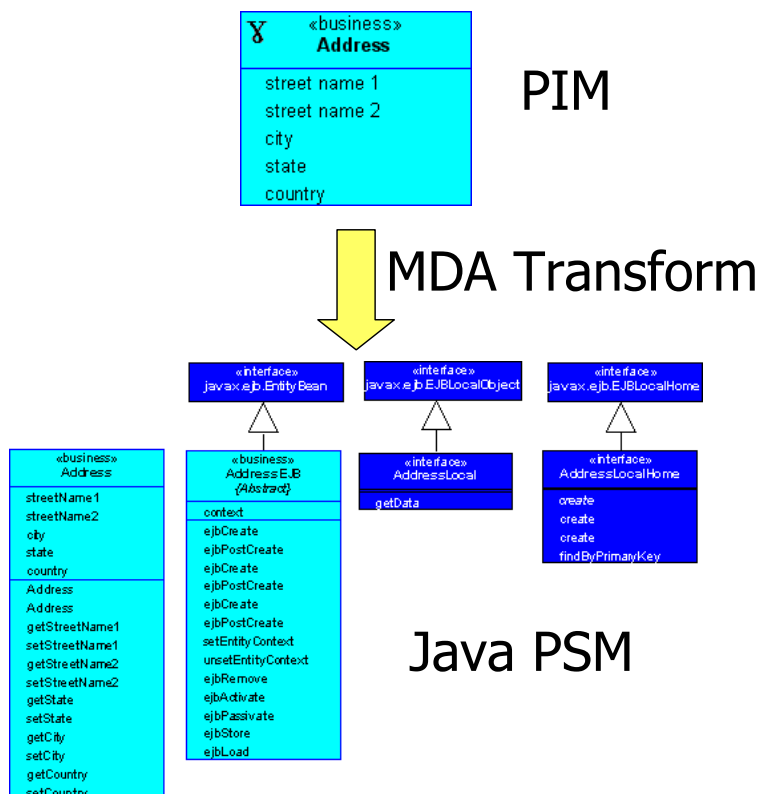 «business»
Address
street name 1
street name 2
city
state
country
PIM
MDA Transform
«interface»
javax.ejb.EntityBean
«interface»
javax.ejb.EJBLocalObject
«interface»
javax.ejb.EJBLocalHome
«business»
Address
streetName1
streetName2
city
state
country
Address
Address
getStreetName1
setStreetName1
getStreetName2
setStreetName2
getState
setState
getCity
setCity
getCountry
setCountry
«business»
AddressEJB
{Abstract}
context
ejbCreate
ejbPostCreate
ejbCreate
ejbPostCreate
ejbCreate
ejbPostCreate
setEntityContext
unsetEntityContext
ejbRemove
ejbActivate
ejbPassivate
ejbStore
ejbLoad
«interface»
AddressLocal
getData
«interface»
AddressLocalHome
create
create
create
findByPrimaryKey
Java PSM